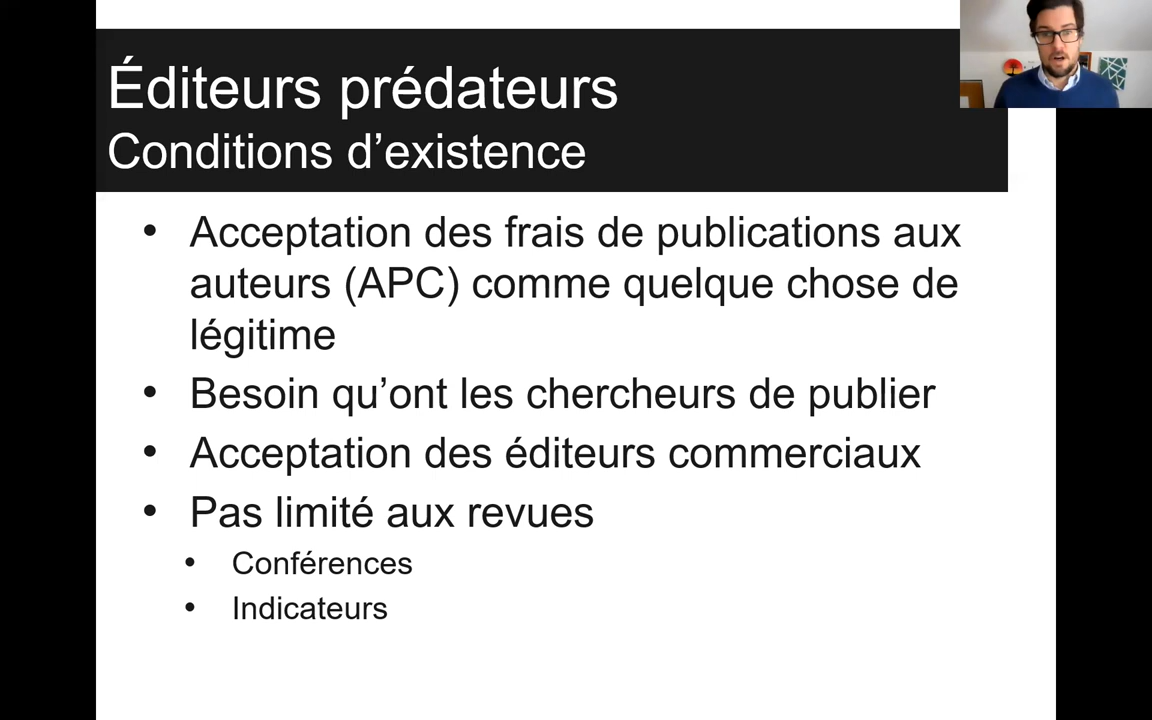 Éditeurs prédateurs
Conditions d’existence
• Acceptation des frais de publications aux
auteurs (APC) comme quelque chose de
légitime
• Besoin qu’ont les chercheurs de publier
• Acceptation des éditeurs commerciaux
• Pas limité aux revues
• Conférences
• Indicateurs